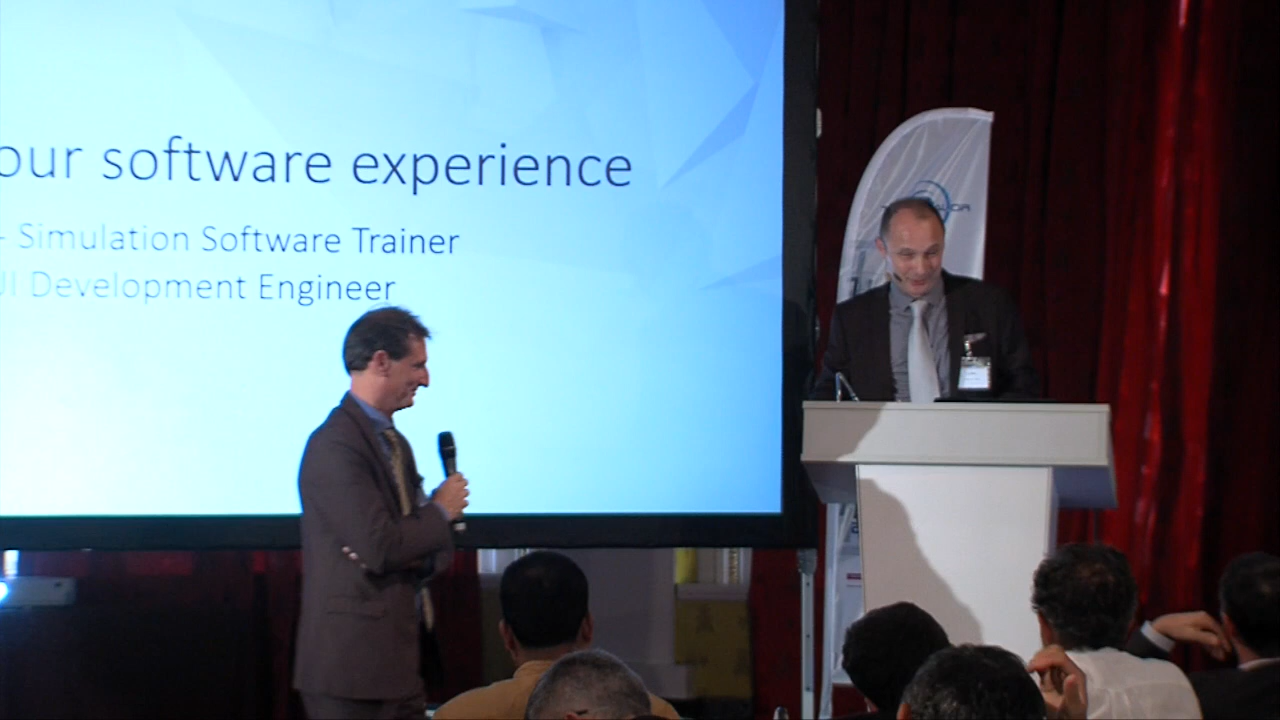 our software experience
- Simulation Software Trainer
UI Development Engineer